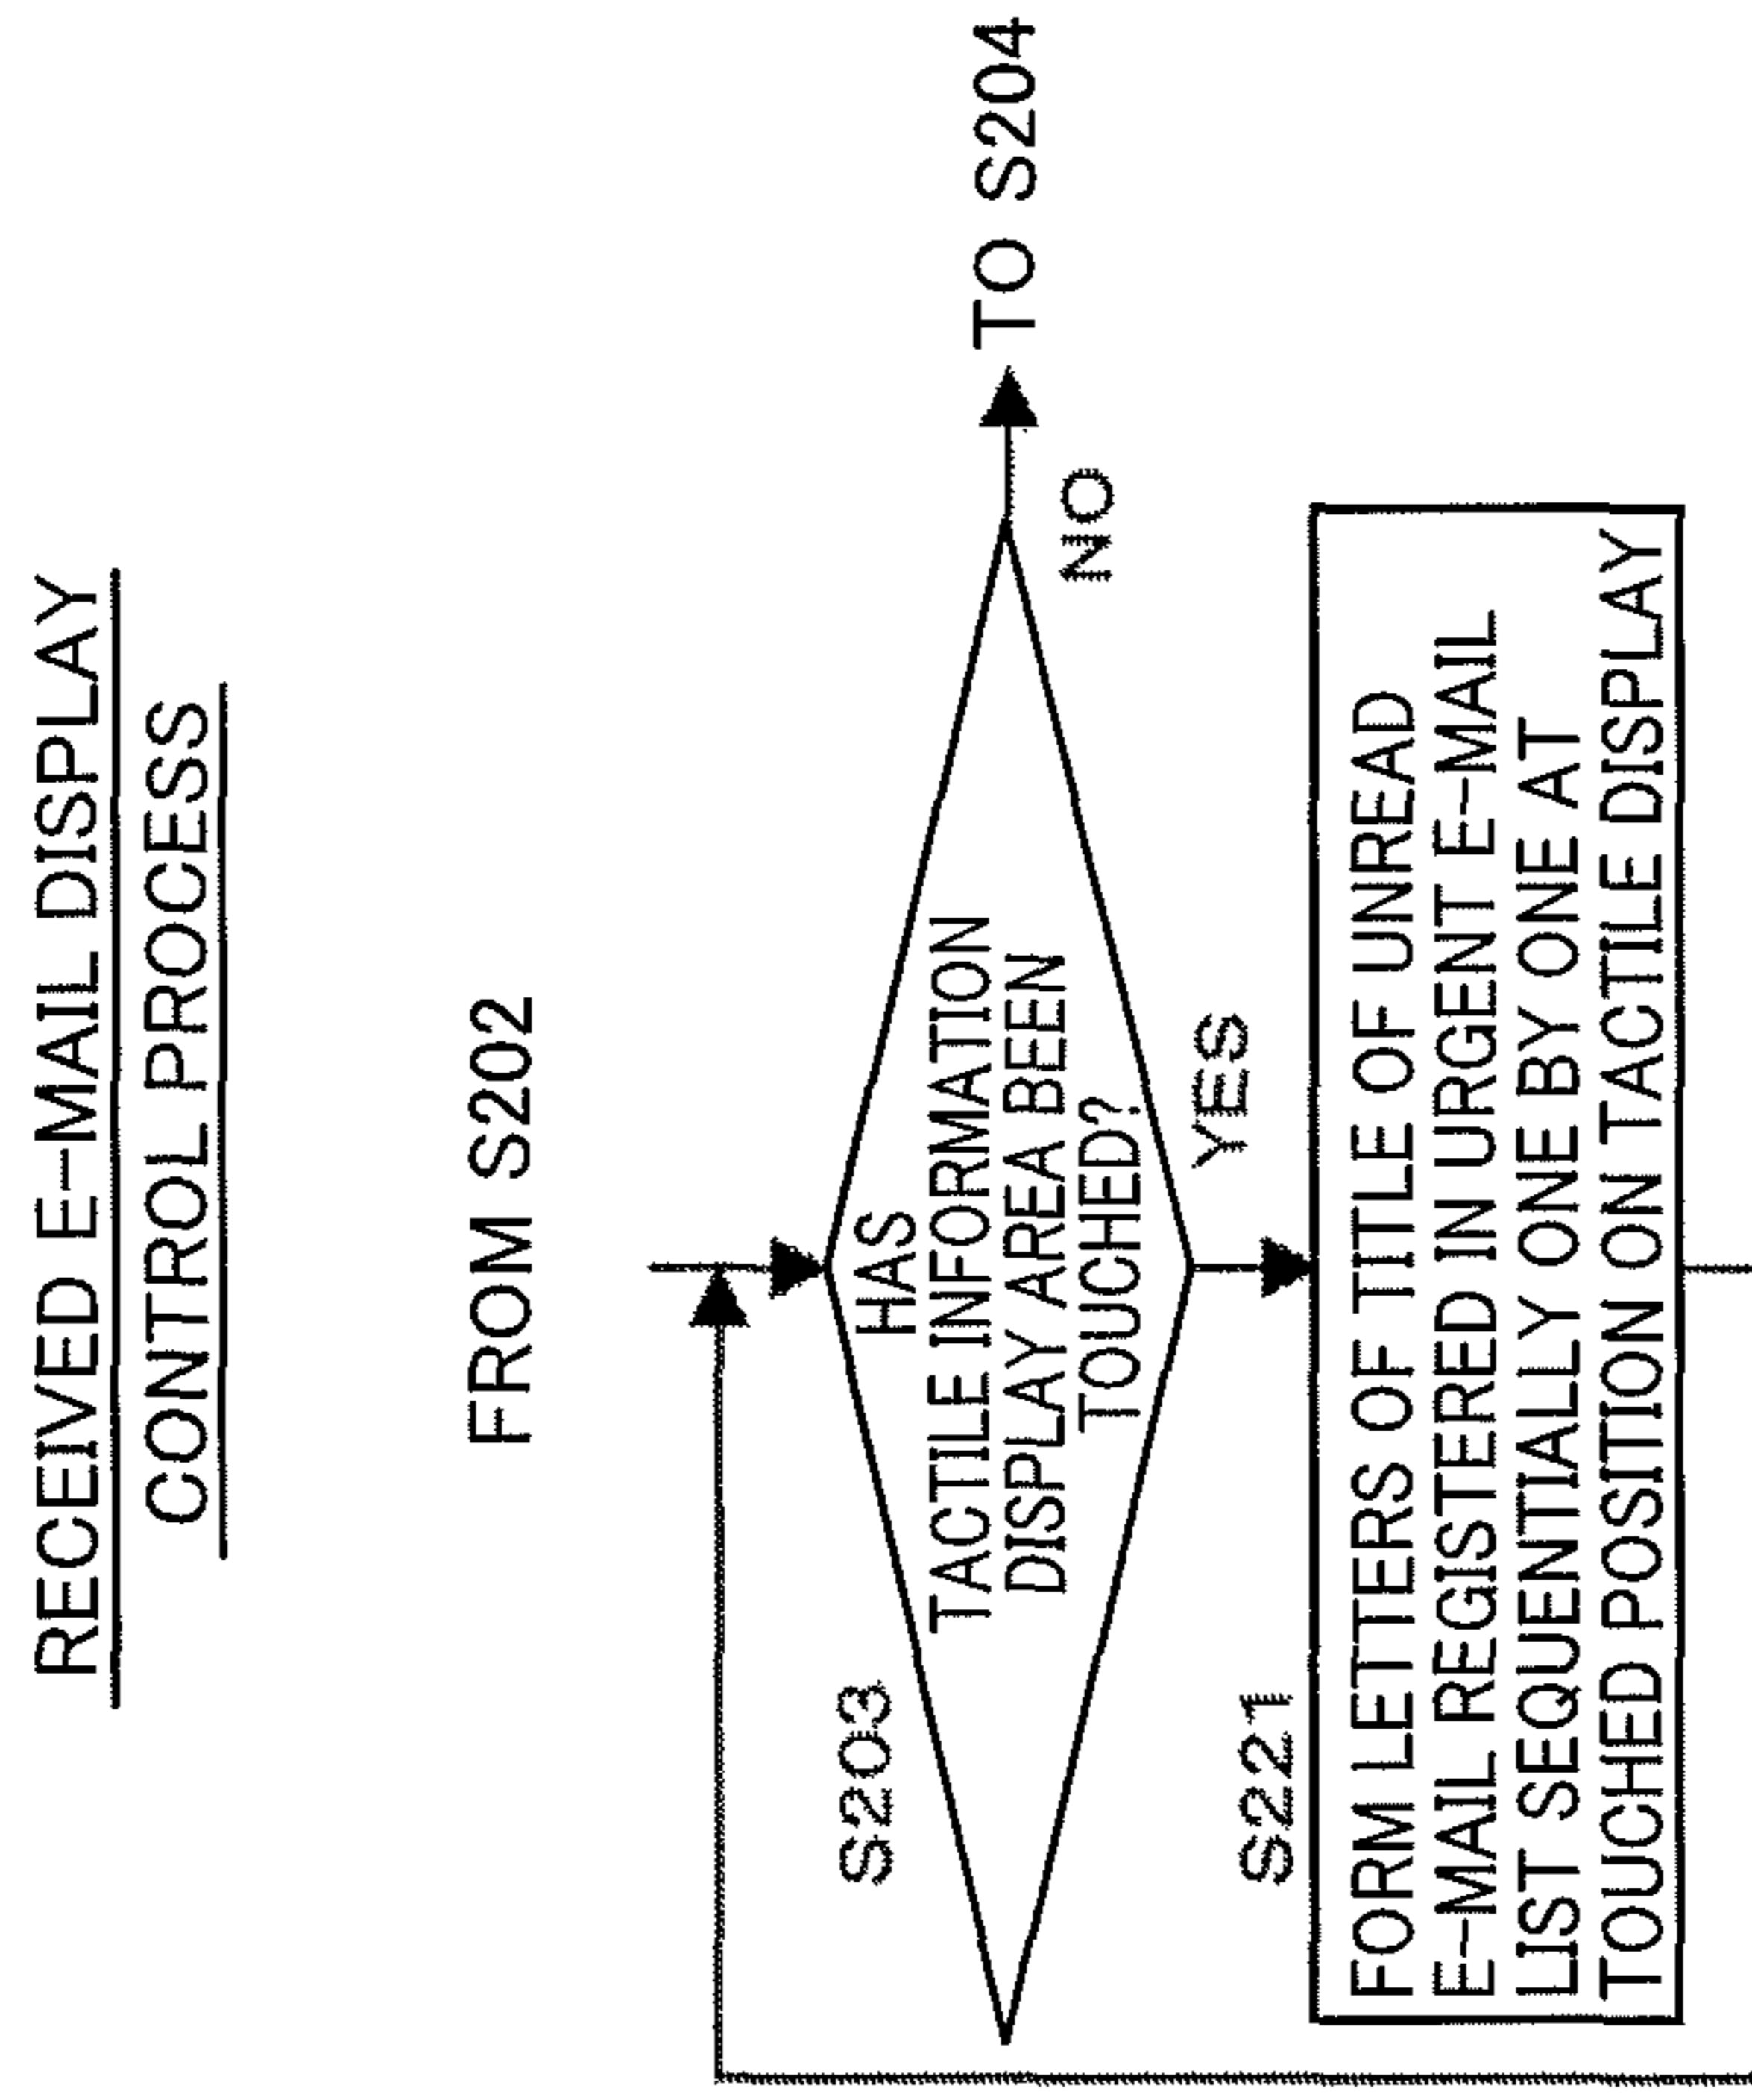 RECEIVED E-MAIL DISPLAY
CONTROL PROCESS
FROM S202
S203
HAS
TACTILE INFORMATION
DISPLAY AREA BEEN
TOUCHED?
NO
TO S204
YES
S221
FORM LETTERS OF TITLE OF UNREAD
E-MAIL REGISTERED IN URGENT E-MAIL
LIST SEQUENTIALLY ONE BY ONE AT
TOUCHED POSITION ON TACTILE DISPLAY